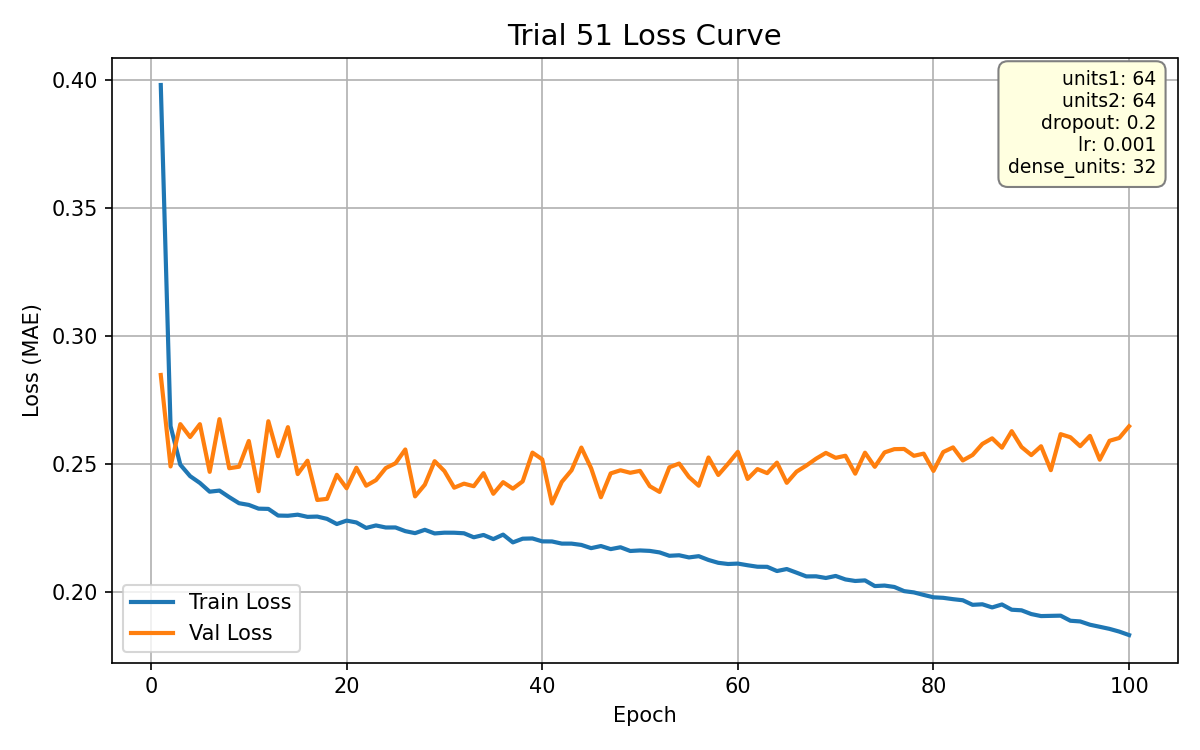 Trial 51 Loss Curve
units1: 64
units2: 64
dropout: 0.2
lr: 0.001
dense_units: 32
Loss (MAE)
0.40
0.35
0.30
0.25
0.20
Train Loss
Val Loss
0 20 40 60 80 100
Epoch